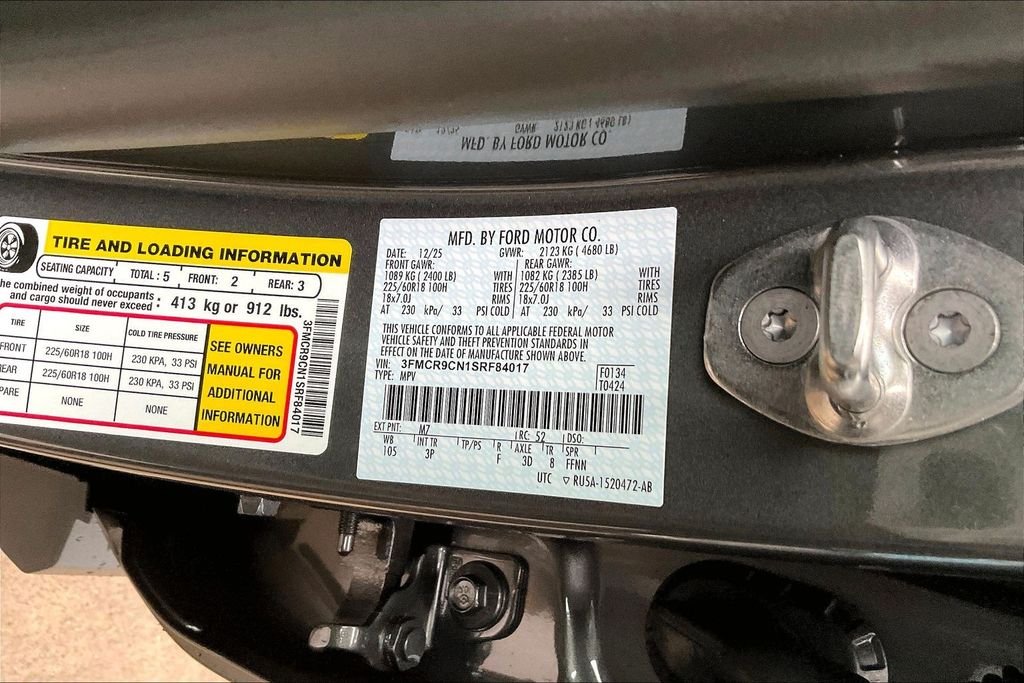 MFD. BY FORD MOTOR CO.
GVWR 2123 KG ( 4680 LB)
TIRE AND LOADING INFORMATION
SEATING CAPACITY TOTAL : 5 FRONT: 2 REAR: 3
he combined weight of occupants
and cargo should never exceed : 413 kg or 912 lbs.
TIRE SIZE COLD TIRE PRESSURE
FRONT 225/60R18 100H 230 KPA, 33 PSI
EAR 225/60R18 100H 230 KPA, 33 PSI
PARE NONE NONE
SEE OWNERS
MANUAL FOR
ADDITIONAL
INFORMATION
3FMCR9CN1SRF84017
MFD. BY FORD MOTOR CO.
DATE: 12/25 GVWR: 2123 KG ( 4680 LB)
FRONT GAWR: REAR GAWR:
1089 KG ( 2400 LB) WITH 1082 KG ( 2385 LB) WITH
225/60R18 100H TIRES 225/60R18 100H TIRES
18x7.0J RIMS 18x7.0J RIMS
AT 230 kPa/ 33 PSI COLD AT 230 kPa/ 33 PSI COLD
THIS VEHICLE CONFORMS TO ALL APPLICABLE FEDERAL MOTOR
VEHICLE SAFETY AND THEFT PREVENTION STANDARDS IN
EFFECT ON THE DATE OF MANUFACTURE SHOWN ABOVE.
VIN: 3FMCR9CN1SRF84017 F0134
TYPE: MPV T0424
EXT PNT: M7 RC: 52 DSO:
WB INT TR TP/PS R AXLE TR SPR
105 3P F 3D 8 FFNN
UTC ▽ RU5A-1520472-AB